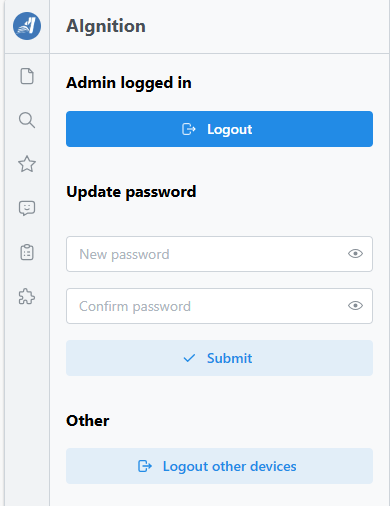 AIgnition
Admin logged in
Logout
Update password
New password
Confirm password
Submit
Other
Logout other devices